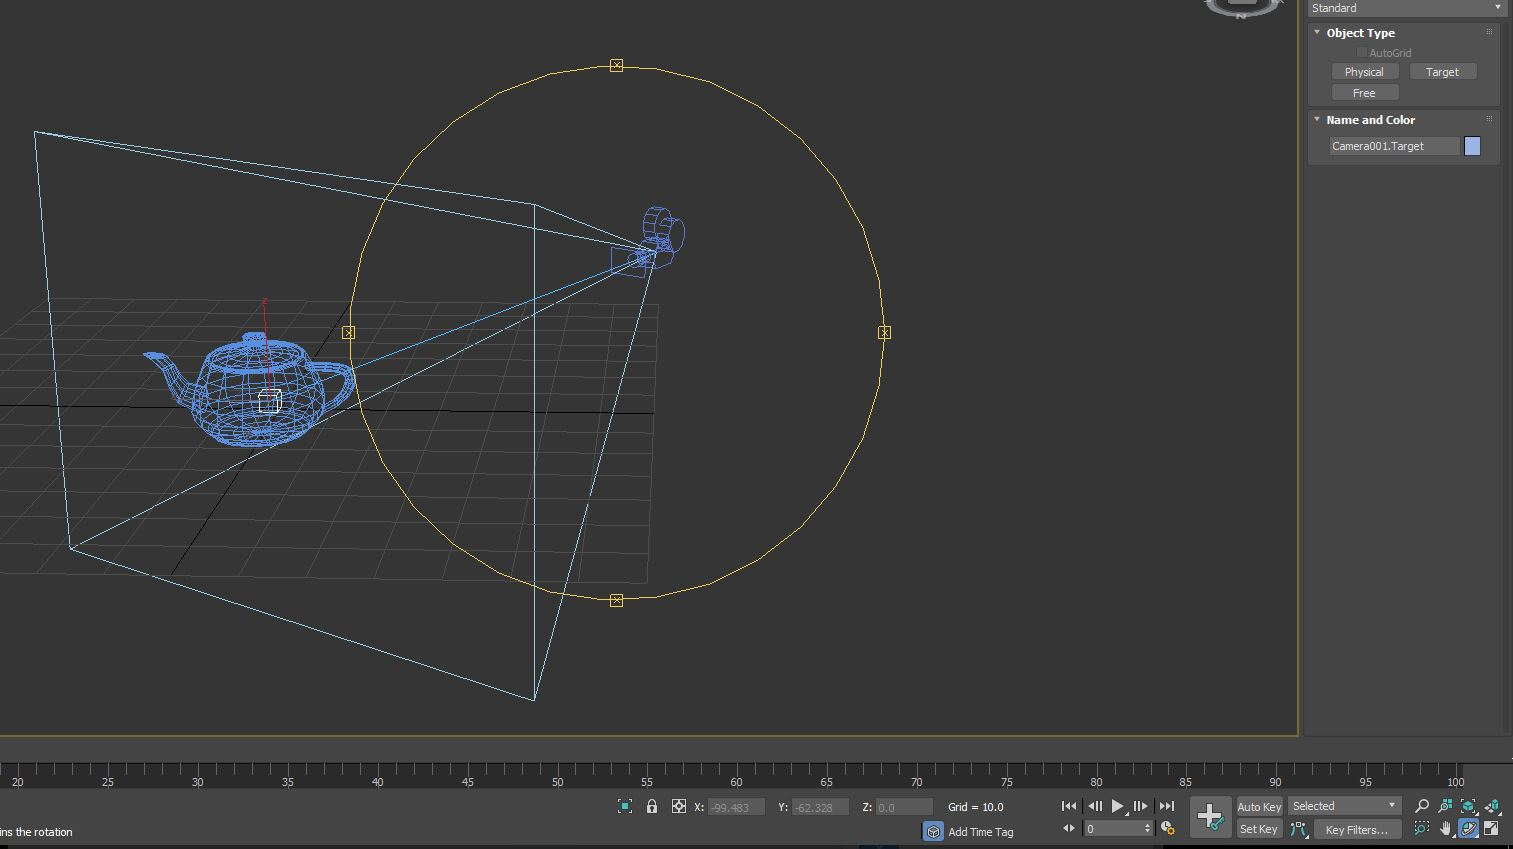 N
Standard
Object Type
AutoGrid
Physical Target
Free
Name and Color
Camera001.Target
z
20 25 30 35 40 45 50 55 60 65 70 75 80 85 90 95 100
X: -99.483 Y: -62.328 Z: 0.0 Grid = 10.0 Auto Key Selected
ins the rotation Add Time Tag 0 Set Key Key Filters...